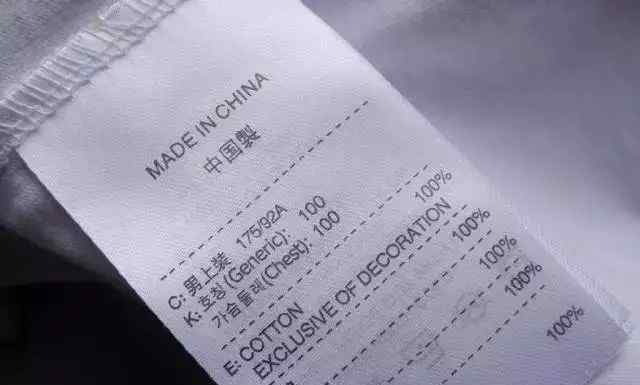 MADE IN CHINA
中国製
C: 男上装 175/92A
K: 호칭(Generic): 100
가슴둘레(Chest): 100
E: COTTON 100%
EXCLUSIVE OF DECORATION
100%
100%
100%
100%